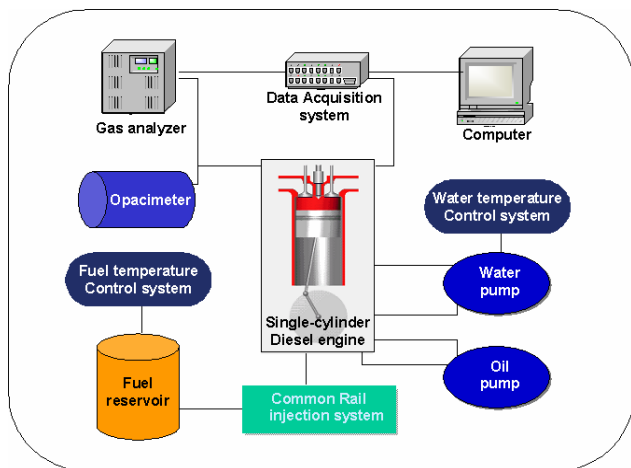 Gas analyzer
Data Acquisition
system
Computer
Opacimeter
Water temperature
Control system
Fuel temperature
Control system
Water
pump
Single-cylinder
Diesel engine
Fuel
reservoir
Common Rail
injection system
Oil
pump